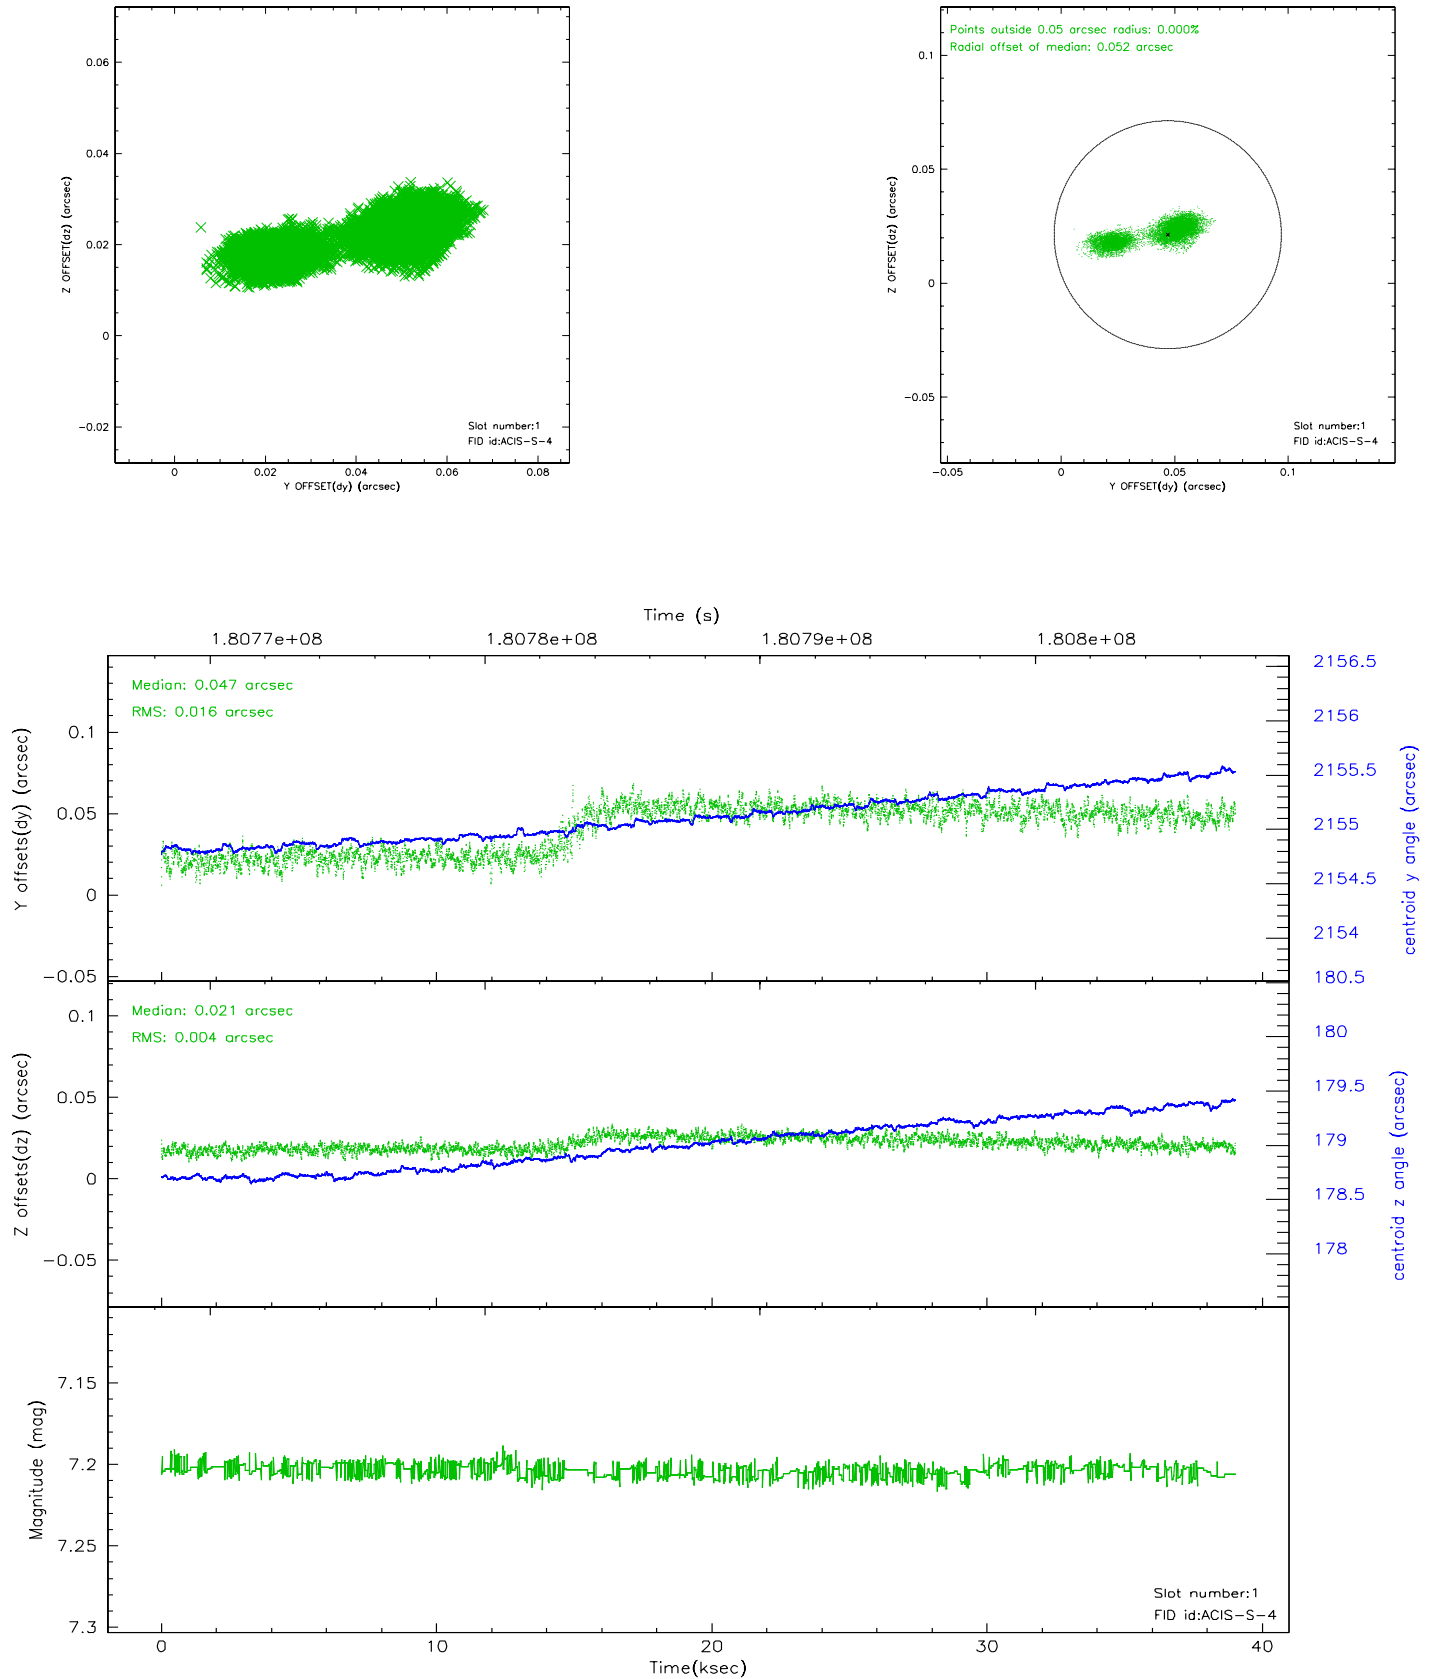 0.06
0.04
0.02
0
-0.02
Z OFFSET(dz) (arcsec)
Slot number:1
FID id:ACIS-S-4
0 0.02 0.04 0.06 0.08
Y OFFSET(dy) (arcsec)
Points outside 0.05 arcsec radius: 0.000%
Radial offset of median: 0.052 arcsec
0.1
0.05
0
-0.05
Z OFFSET(dz) (arcsec)
Slot number:1
FID id:ACIS-S-4
-0.05 0 0.05 0.1
Y OFFSET(dy) (arcsec)
Time (s)
1.8077e+08 1.8078e+08 1.8079e+08 1.808e+08
Median: 0.047 arcsec
RMS: 0.016 arcsec
0.1
0.05
0
-0.05
Y offsets(dy) (arcsec)
2156.5
2156
2155.5
2155
2154.5
2154
centroid y angle (arcsec)
Median: 0.021 arcsec
RMS: 0.004 arcsec
0.1
0.05
0
-0.05
Z offsets(dz) (arcsec)
180.5
180
179.5
179
178.5
178
centroid z angle (arcsec)
7.15
7.2
7.25
7.3
Magnitude (mag)
Slot number:1
FID id:ACIS-S-4
0 10 20 30 40
Time(ksec)